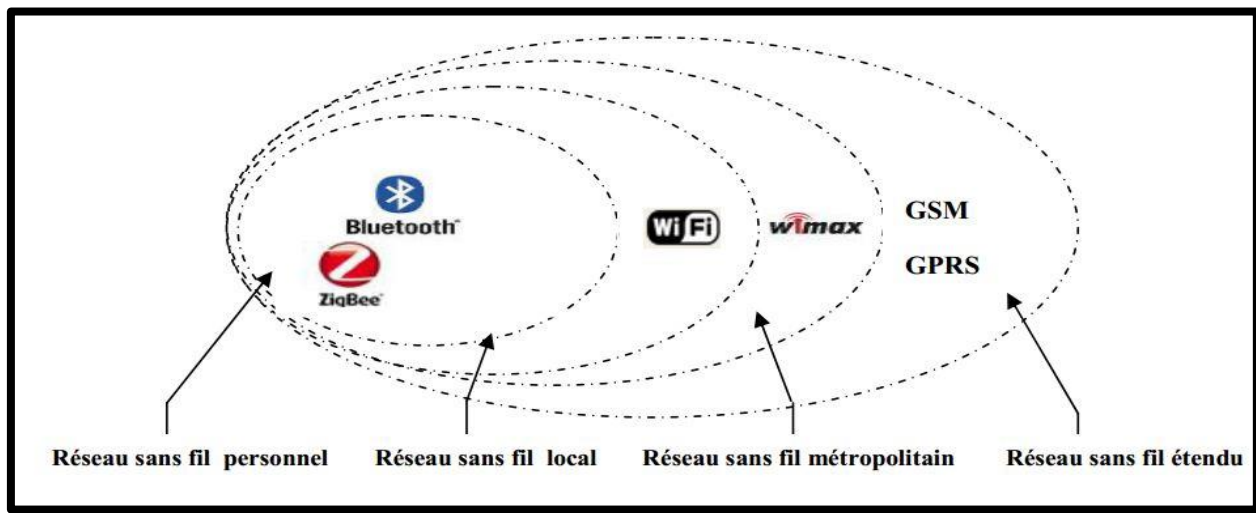 Bluetooth™
ZigBee
WiFi
wimax
GSM
GPRS
Réseau sans fil personnel
Réseau sans fil local
Réseau sans fil métropolitain
Réseau sans fil étendu